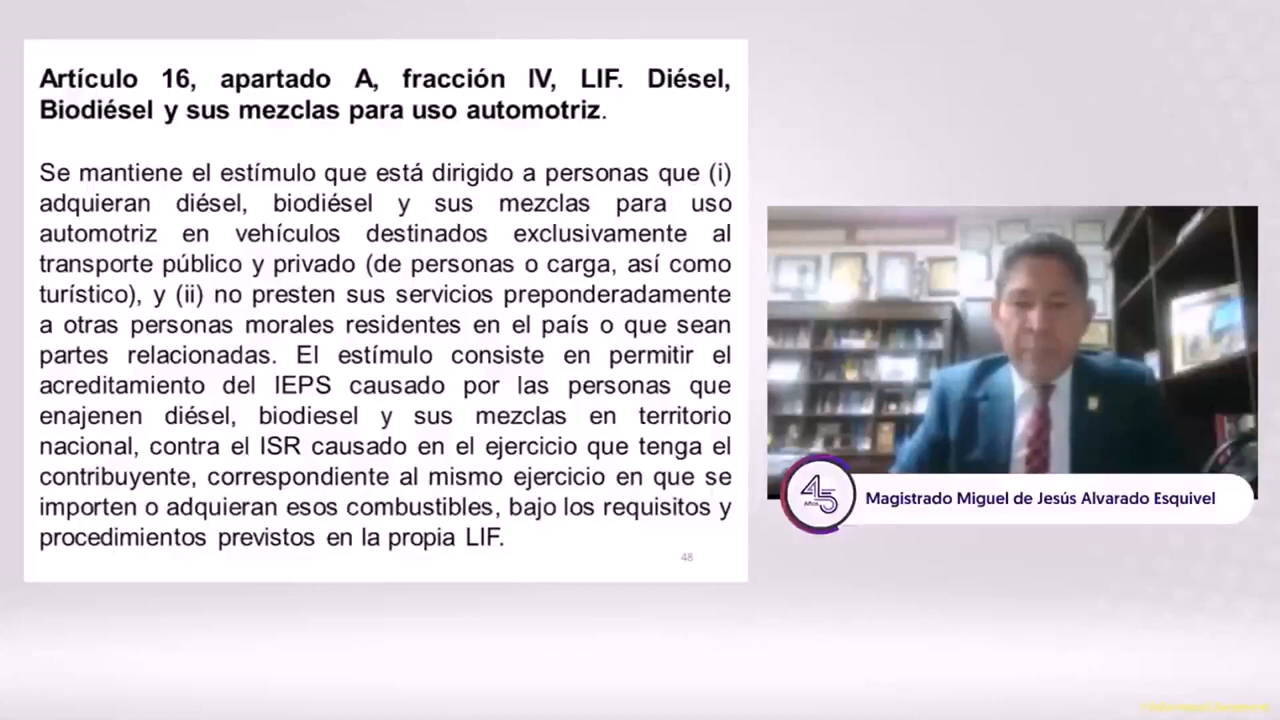 Artículo 16, apartado A, fracción IV, LIF. Diésel,
Biodiésel y sus mezclas para uso automotriz.
Se mantiene el estímulo que está dirigido a personas que (i)
adquieran diésel, biodiésel y sus mezclas para uso
automotriz en vehículos destinados exclusivamente al
transporte público y privado (de personas o carga, así como
turístico), y (ii) no presten sus servicios preponderadamente
a otras personas morales residentes en el país o que sean
partes relacionadas. El estímulo consiste en permitir el
acreditamiento del IEPS causado por las personas que
enajenen diésel, biodiesel y sus mezclas en territorio
nacional, contra el ISR causado en el ejercicio que tenga el
contribuyente, correspondiente al mismo ejercicio en que se
importen o adquieran esos combustibles, bajo los requisitos y
procedimientos previstos en la propia LIF.
48
45
Años
Magistrado Miguel de Jesús Alvarado Esquivel